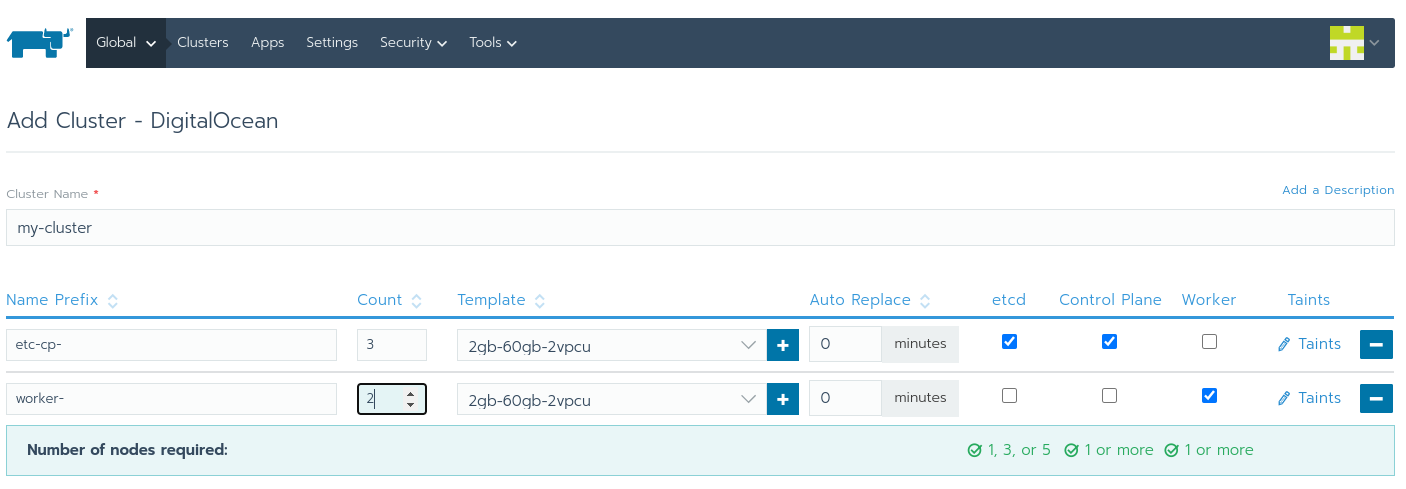 Global Clusters Apps Settings Security Tools
Add Cluster - DigitalOcean
Cluster Name * Add a Description
my-cluster
Name Prefix Count Template Auto Replace etcd Control Plane Worker Taints
etc-cp- 3 2gb-60gb-2vpcu 0 minutes Taints
worker- 2 2gb-60gb-2vpcu 0 minutes Taints
Number of nodes required: 1, 3, or 5 1 or more 1 or more